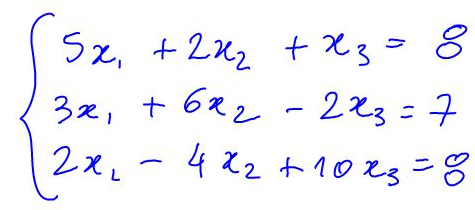 5x₁ + 2x₂ + x₃ = 8
3x₁ + 6x₂ - 2x₃ = 7
2x₁ - 4x₂ + 10x₃ = 8